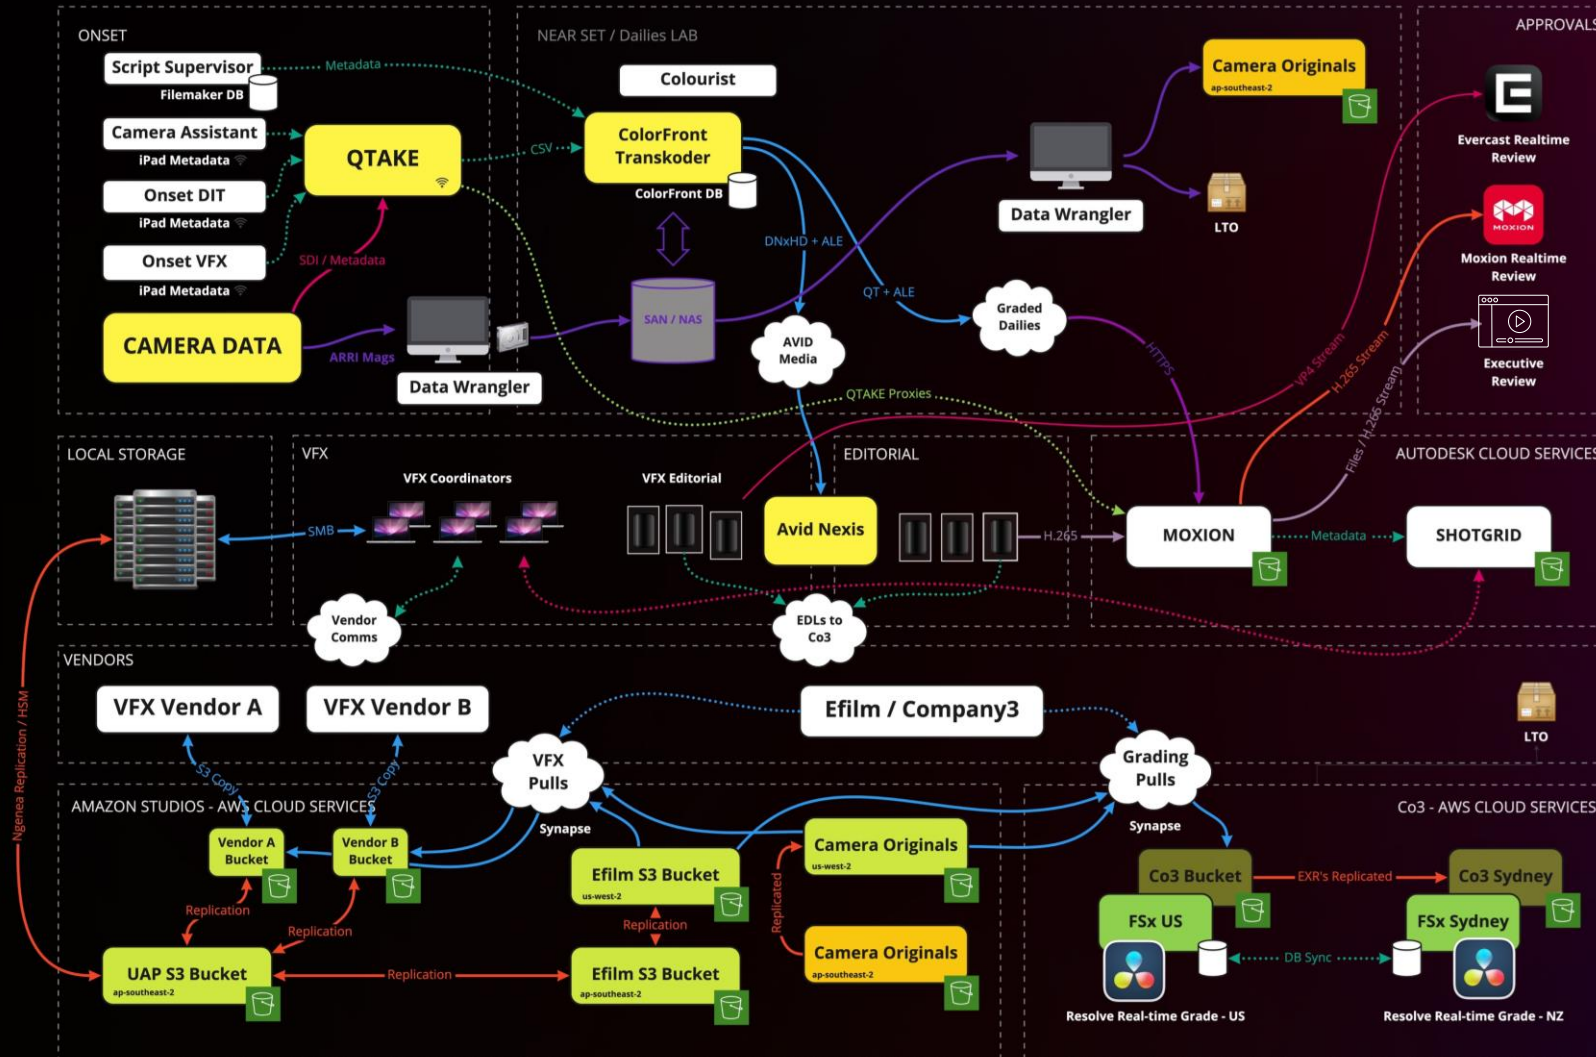 ONSET
Script Supervisor
Filemaker DB
Metadata
Camera Assistant
iPad Metadata
Onset DIT
iPad Metadata
Onset VFX
iPad Metadata
QTAKE
CSV
SDI / Metadata
CAMERA DATA
ARRI Mags
Data Wrangler
NEAR SET / Dailies LAB
Colourist
ColorFront
Transkoder
ColorFront DB
SAN / NAS
DNxHD + ALE
QT + ALE
AVID
Media
Graded
Dailies
Data Wrangler
Camera Originals
ap-southeast-2
LTO
HTTPS
QTAKE Proxies
VP4 Stream
H.265 Stream
Files / H.265 Stream
APPROVALS
Evercast Realtime
Review
MOXION
Moxion Realtime
Review
Executive
Review
LOCAL STORAGE
SMB
VFX
VFX Coordinators
VFX Editorial
Vendor
Comms
Avid Nexis
EDITORIAL
H.265
EDLs to
Co3
AUTODESK CLOUD SERVICES
MOXION
Metadata
SHOTGRID
Ngenea Replication / HSM
VENDORS
VFX Vendor A
VFX Vendor B
Efilm / Company3
LTO
S3 Copy
S3 Copy
VFX
Pulls
Synapse
Grading
Pulls
Synapse
AMAZON STUDIOS - AWS CLOUD SERVICES
Vendor A
Bucket
Vendor B
Bucket
Replication
Replication
UAP S3 Bucket
ap-southeast-2
Replication
Efilm S3 Bucket
us-west-2
Replication
Efilm S3 Bucket
ap-southeast-2
Camera Originals
us-west-2
Replicated
Camera Originals
ap-southeast-2
Co3 - AWS CLOUD SERVICES
Co3 Bucket
EXR's Replicated
Co3 Sydney
FSx US
FSx Sydney
DB Sync
Resolve Real-time Grade - US
Resolve Real-time Grade - NZ